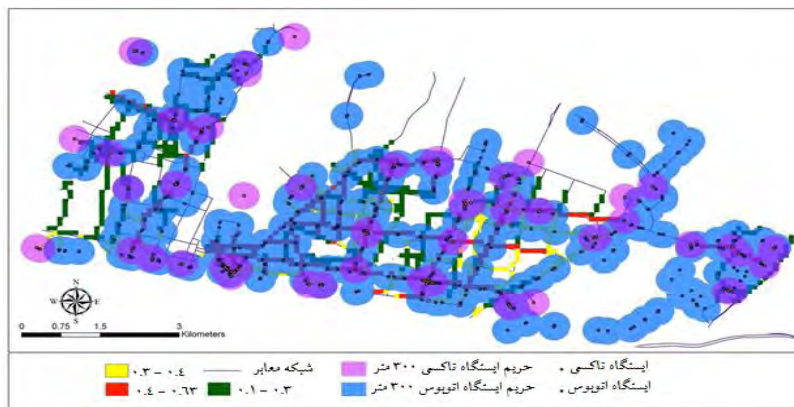 N
W E
S
0 0.75 1.5 3
Kilometers
ایستگاه تاکسی حریم ایستگاه تاکسی ۳۰۰ متر شبکه معابر ۰.۳ - ۰.۴
ایستگاه اتوبوس حریم ایستگاه اتوبوس ۳۰۰ متر ۰.۱ - ۰.۳ ۰.۴ - ۰.۶۳